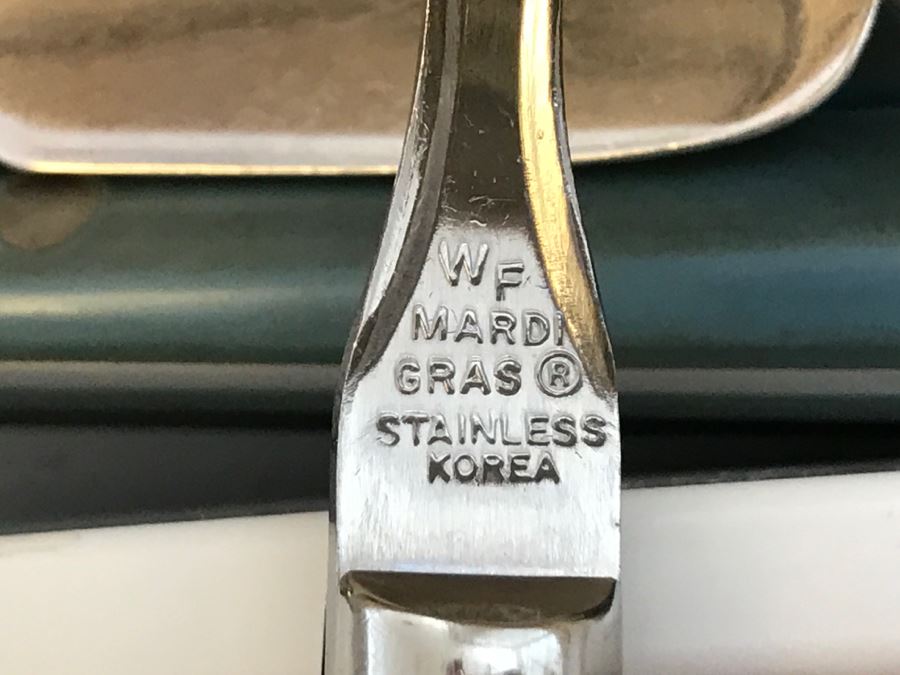 WF
MARDI
GRAS ®
STAINLESS
KOREA